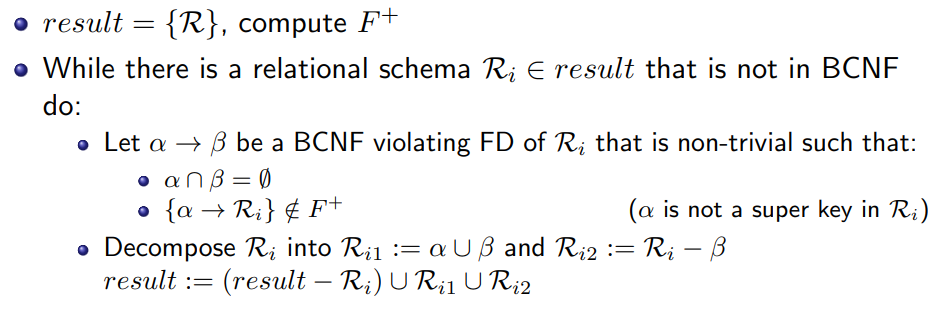 • result = {ℛ}, compute F⁺
• While there is a relational schema ℛᵢ ∈ result that is not in BCNF
do:
• Let α → β be a BCNF violating FD of ℛᵢ that is non-trivial such that:
• α ∩ β = ∅
• {α → ℛᵢ} ∉ F⁺ (α is not a super key in ℛᵢ)
• Decompose ℛᵢ into ℛᵢ₁ := α ∪ β and ℛᵢ₂ := ℛᵢ − β
result := (result − ℛᵢ) ∪ ℛᵢ₁ ∪ ℛᵢ₂